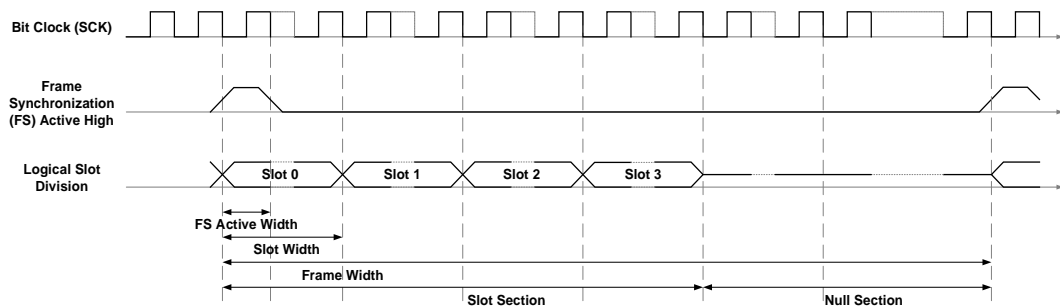 Bit Clock (SCK)
Frame
Synchronization
(FS) Active High
Logical Slot
Division
Slot 0
Slot 1
Slot 2
Slot 3
FS Active Width
Slot Width
Frame Width
Slot Section
Null Section